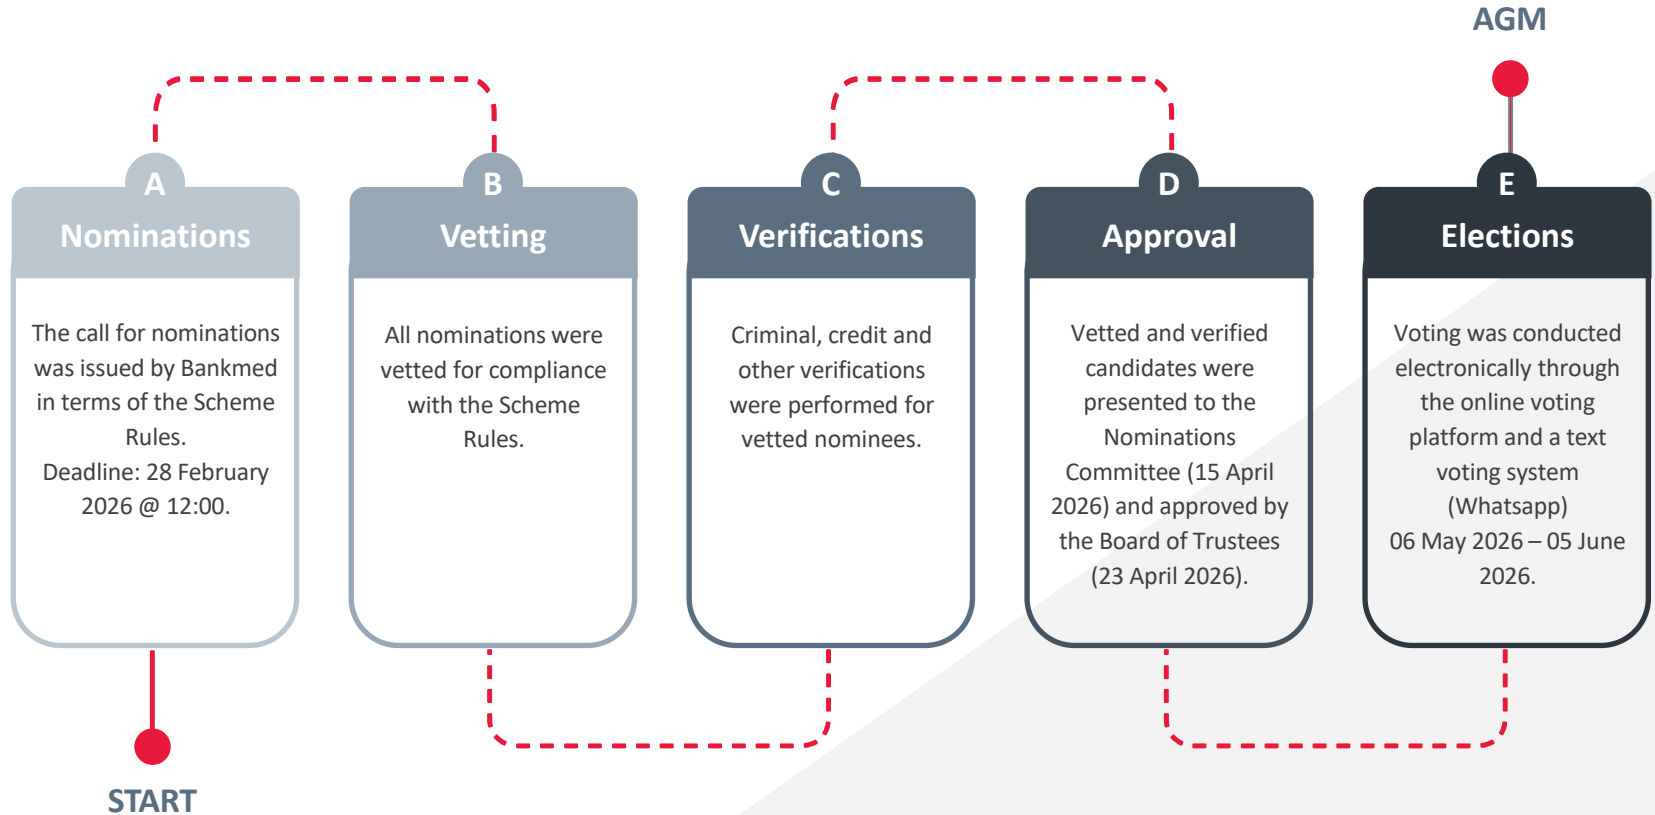 AGM
A
Nominations
The call for nominations
was issued by Bankmed
in terms of the Scheme
Rules.
Deadline: 28 February
2026 @ 12:00.
B
Vetting
All nominations were
vetted for compliance
with the Scheme
Rules.
C
Verifications
Criminal, credit and
other verifications
were performed for
vetted nominees.
D
Approval
Vetted and verified
candidates were
presented to the
Nominations
Committee (15 April
2026) and approved by
the Board of Trustees
(23 April 2026).
E
Elections
Voting was conducted
electronically through
the online voting
platform and a text
voting system
(Whatsapp)
06 May 2026 – 05 June
2026.
START